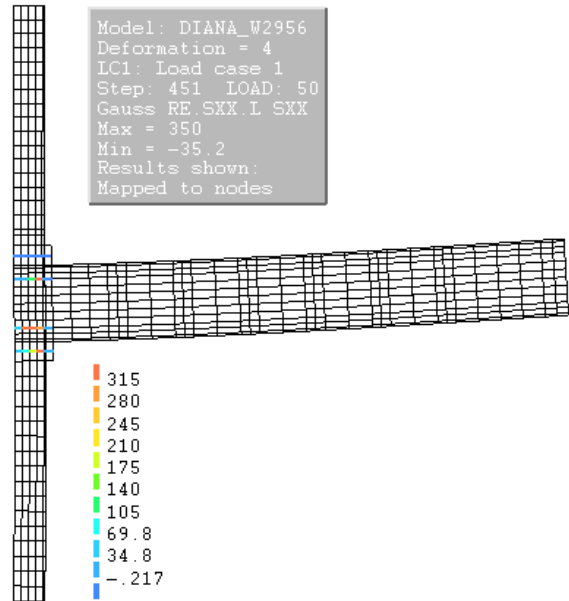 Model: DIANA_W2956
Deformation = 4
LC1: Load case 1
Step: 451 LOAD: 50
Gauss RE.SXX.L SXX
Max = 350
Min = -35.2
Results shown:
Mapped to nodes
315
280
245
210
175
140
105
69.8
34.8
-.217